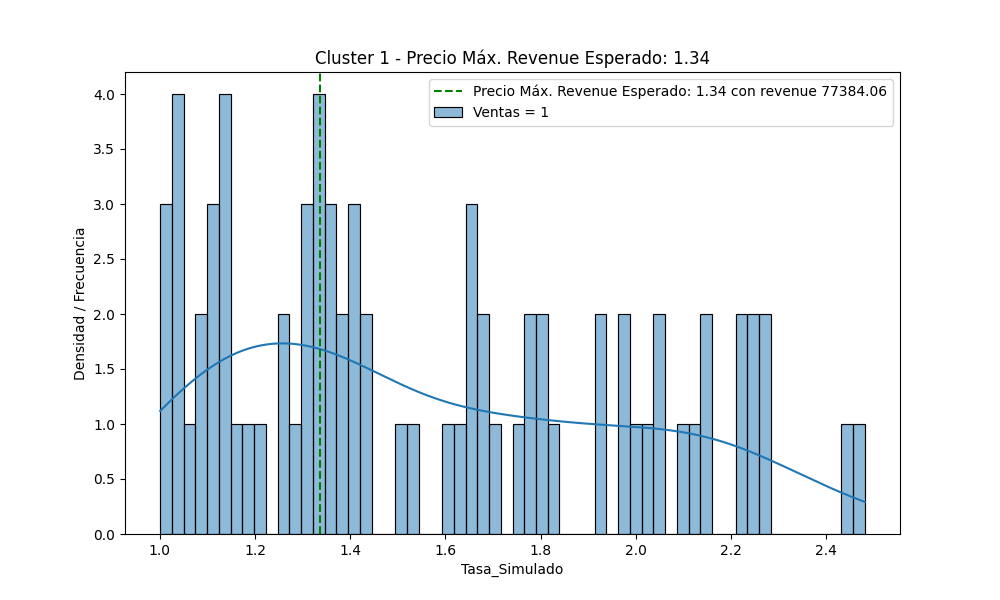 Cluster 1 - Precio Máx. Revenue Esperado: 1.34
Precio Máx. Revenue Esperado: 1.34 con revenue 77384.06
Ventas = 1
Densidad / Frecuencia
4.0
3.5
3.0
2.5
2.0
1.5
1.0
0.5
0.0
1.0 1.2 1.4 1.6 1.8 2.0 2.2 2.4
Tasa_Simulado